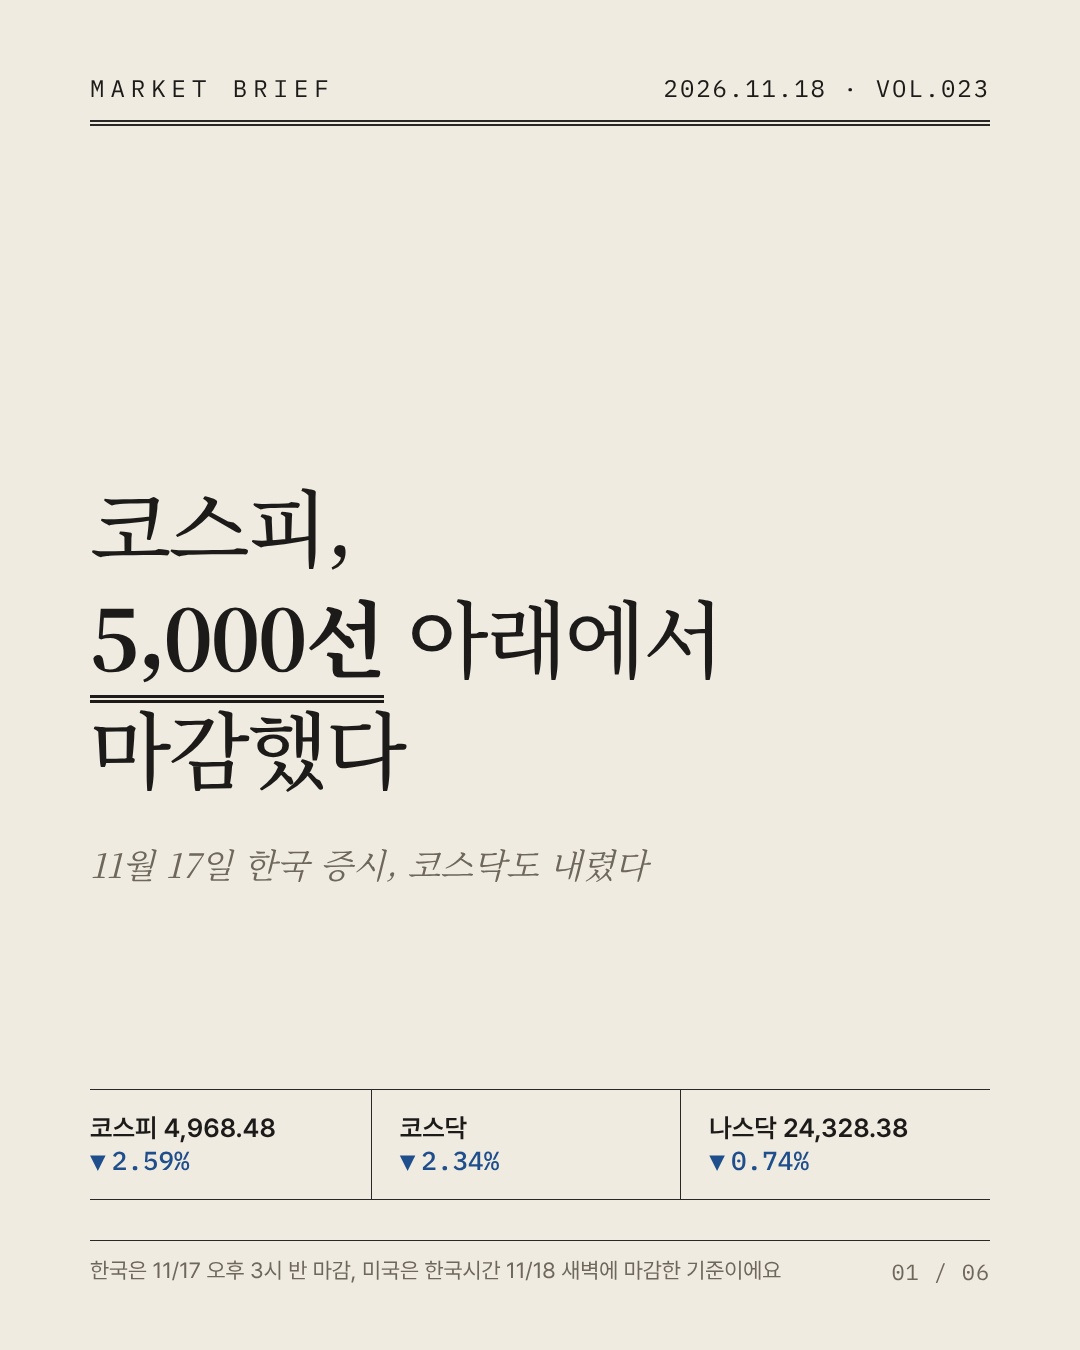 MARKET BRIEF
2026.11.18 · VOL.023
코스피,
5,000선 아래에서
마감했다
11월 17일 한국 증시, 코스닥도 내렸다
코스피 4,968.48
▼2.59%
코스닥
▼2.34%
나스닥 24,328.38
▼0.74%
한국은 11/17 오후 3시 반 마감, 미국은 한국시간 11/18 새벽에 마감한 기준이에요
01 / 06